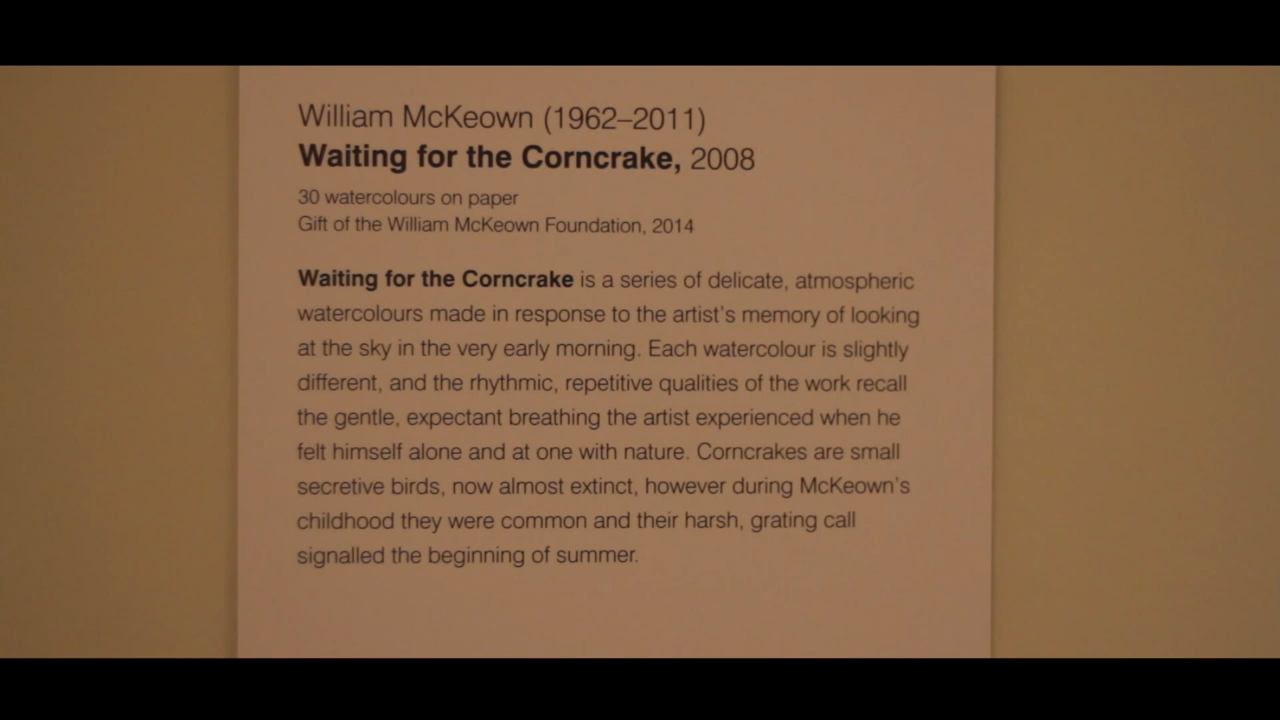 William McKeown (1962–2011)
Waiting for the Corncrake, 2008
30 watercolours on paper
Gift of the William McKeown Foundation, 2014
Waiting for the Corncrake is a series of delicate, atmospheric
watercolours made in response to the artist's memory of looking
at the sky in the very early morning. Each watercolour is slightly
different, and the rhythmic, repetitive qualities of the work recall
the gentle, expectant breathing the artist experienced when he
felt himself alone and at one with nature. Corncrakes are small
secretive birds, now almost extinct, however during McKeown's
childhood they were common and their harsh, grating call
signalled the beginning of summer.